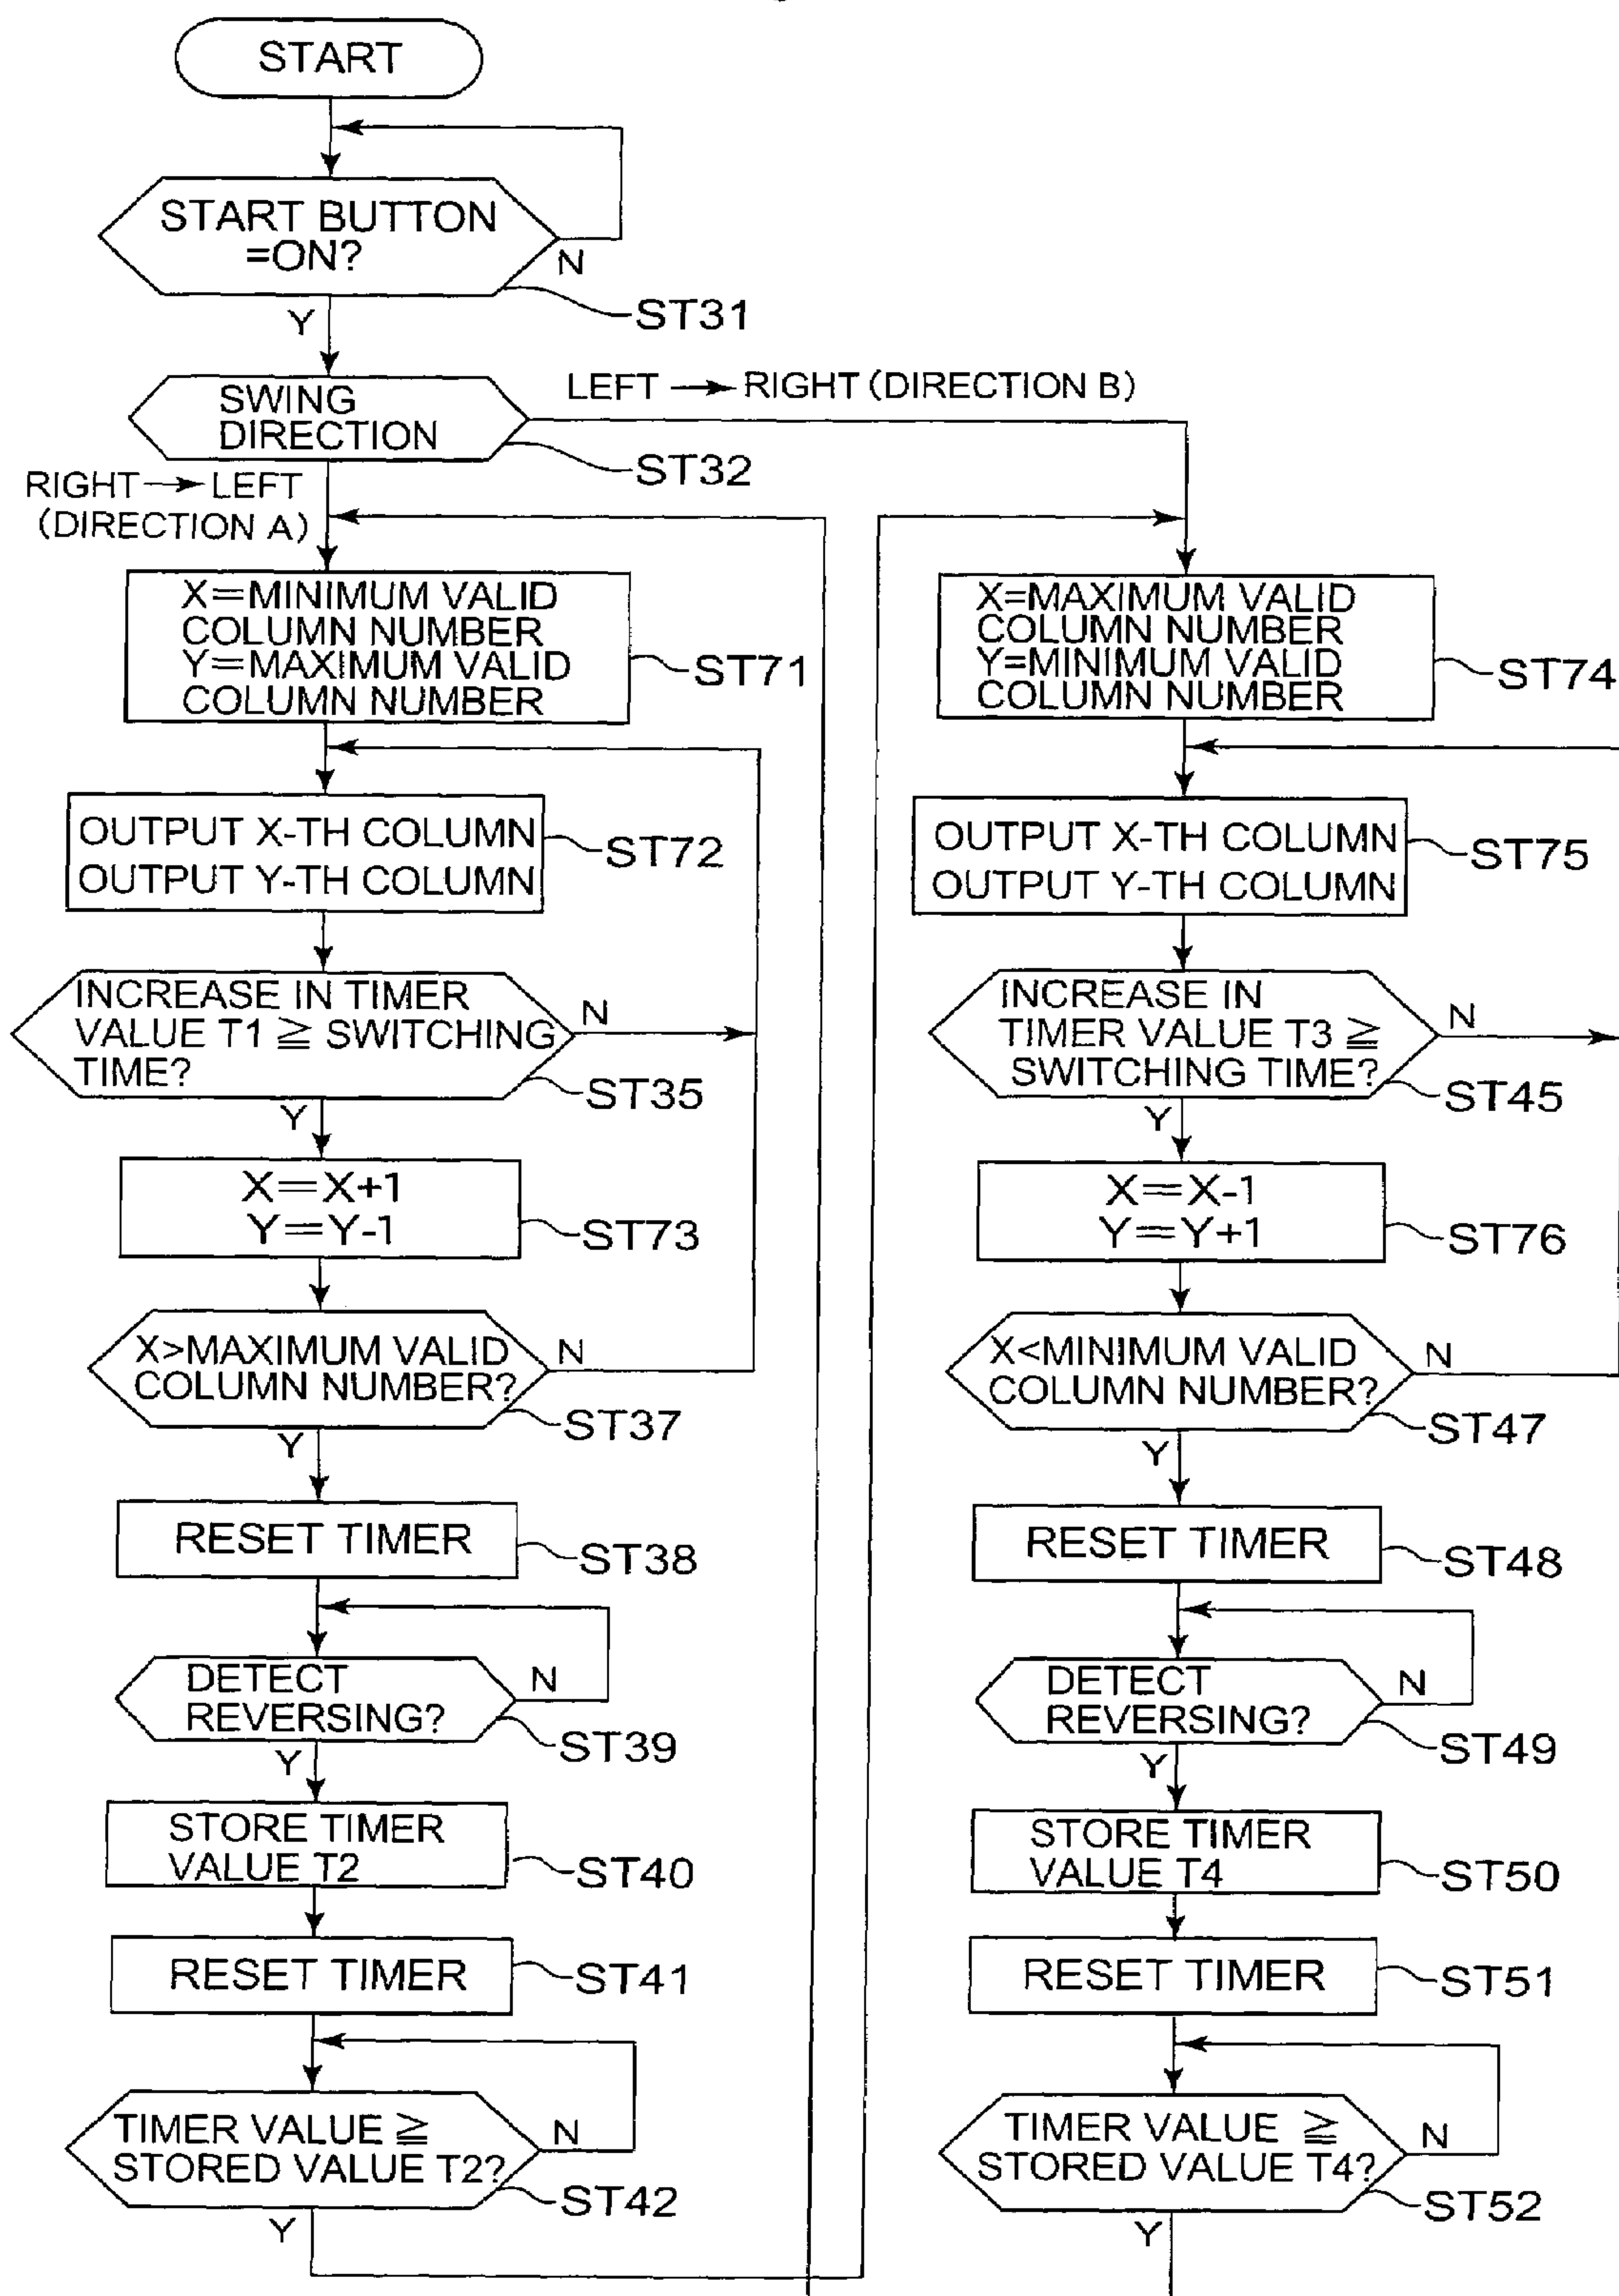 START
START BUTTON
=ON?
N
Y
ST31
SWING
DIRECTION
ST32
LEFT → RIGHT (DIRECTION B)
RIGHT → LEFT
(DIRECTION A)
X=MINIMUM VALID
COLUMN NUMBER
Y=MAXIMUM VALID
COLUMN NUMBER
ST71
OUTPUT X-TH COLUMN
OUTPUT Y-TH COLUMN
ST72
INCREASE IN TIMER
VALUE T1 ≧ SWITCHING
TIME?
N
ST35
Y
X=X+1
Y=Y-1
ST73
X>MAXIMUM VALID
COLUMN NUMBER?
N
ST37
Y
RESET TIMER
ST38
DETECT
REVERSING?
N
ST39
Y
STORE TIMER
VALUE T2
ST40
RESET TIMER
ST41
TIMER VALUE ≧
STORED VALUE T2?
N
ST42
Y
X=MAXIMUM VALID
COLUMN NUMBER
Y=MINIMUM VALID
COLUMN NUMBER
ST74
OUTPUT X-TH COLUMN
OUTPUT Y-TH COLUMN
ST75
INCREASE IN
TIMER VALUE T3 ≧
SWITCHING TIME?
N
ST45
Y
X=X-1
Y=Y+1
ST76
X<MINIMUM VALID
COLUMN NUMBER?
N
ST47
Y
RESET TIMER
ST48
DETECT
REVERSING?
N
ST49
Y
STORE TIMER
VALUE T4
ST50
RESET TIMER
ST51
TIMER VALUE ≧
STORED VALUE T4?
N
ST52
Y